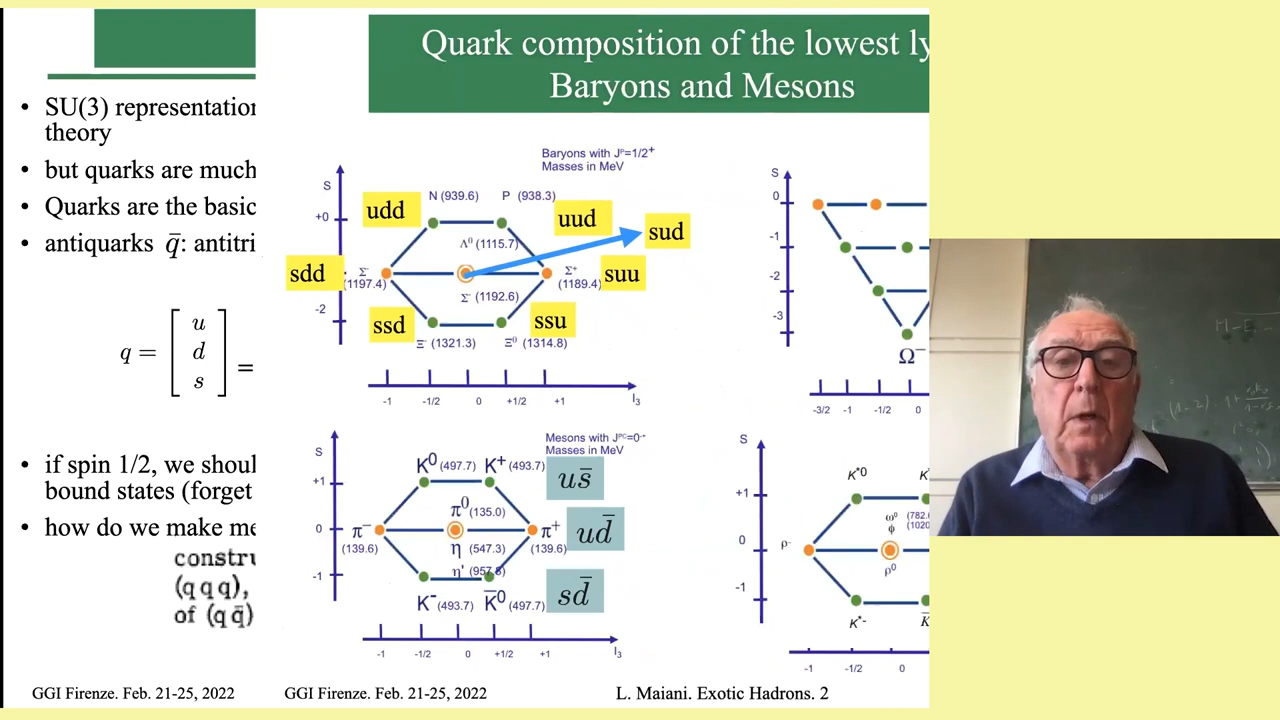 Quark composition of the lowest ly
Baryons and Mesons
• SU(3) representation
theory
• but quarks are much
• Quarks are the basic
• antiquarks q̄: antitri
q = [ u d s ] =
• if spin 1/2, we shoul
bound states (forget
• how do we make me
constru
(q q q),
of (q q̄)
GGI Firenze. Feb. 21-25, 2022
Baryons with J^P=1/2⁺
Masses in MeV
S
+0
-2
N (939.6)
P (938.3)
udd
uud
sud
Λ⁰ (1115.7)
sdd
Σ⁻
(1197.4)
Σ⁺
(1189.4)
suu
Σ⁻ (1192.6)
ssd
ssu
Ξ⁻ (1321.3)
Ξ⁰ (1314.8)
-1 -1/2 0 +1/2 +1 I₃
S
0
-1
-2
-3
Ω⁻
-3/2 -1 -1/2 0
Mesons with J^PC=0⁻⁺
Masses in MeV
S
+1
0
-1
K⁰ (497.7)
K⁺ (493.7)
us̄
π⁰ (135.0)
π⁻
(139.6)
π⁺
(139.6)
ud̄
η (547.3)
η' (957.8)
sd̄
K⁻ (493.7)
K̄⁰ (497.7)
-1 -1/2 0 +1/2 +1 I₃
S
+1
0
-1
K*⁰
K
ω⁰ (782.6
φ (1020
ρ⁻
ρ⁰
K*⁻
K̄
-1 -1/2 0
GGI Firenze. Feb. 21-25, 2022
L. Maiani. Exotic Hadrons. 2